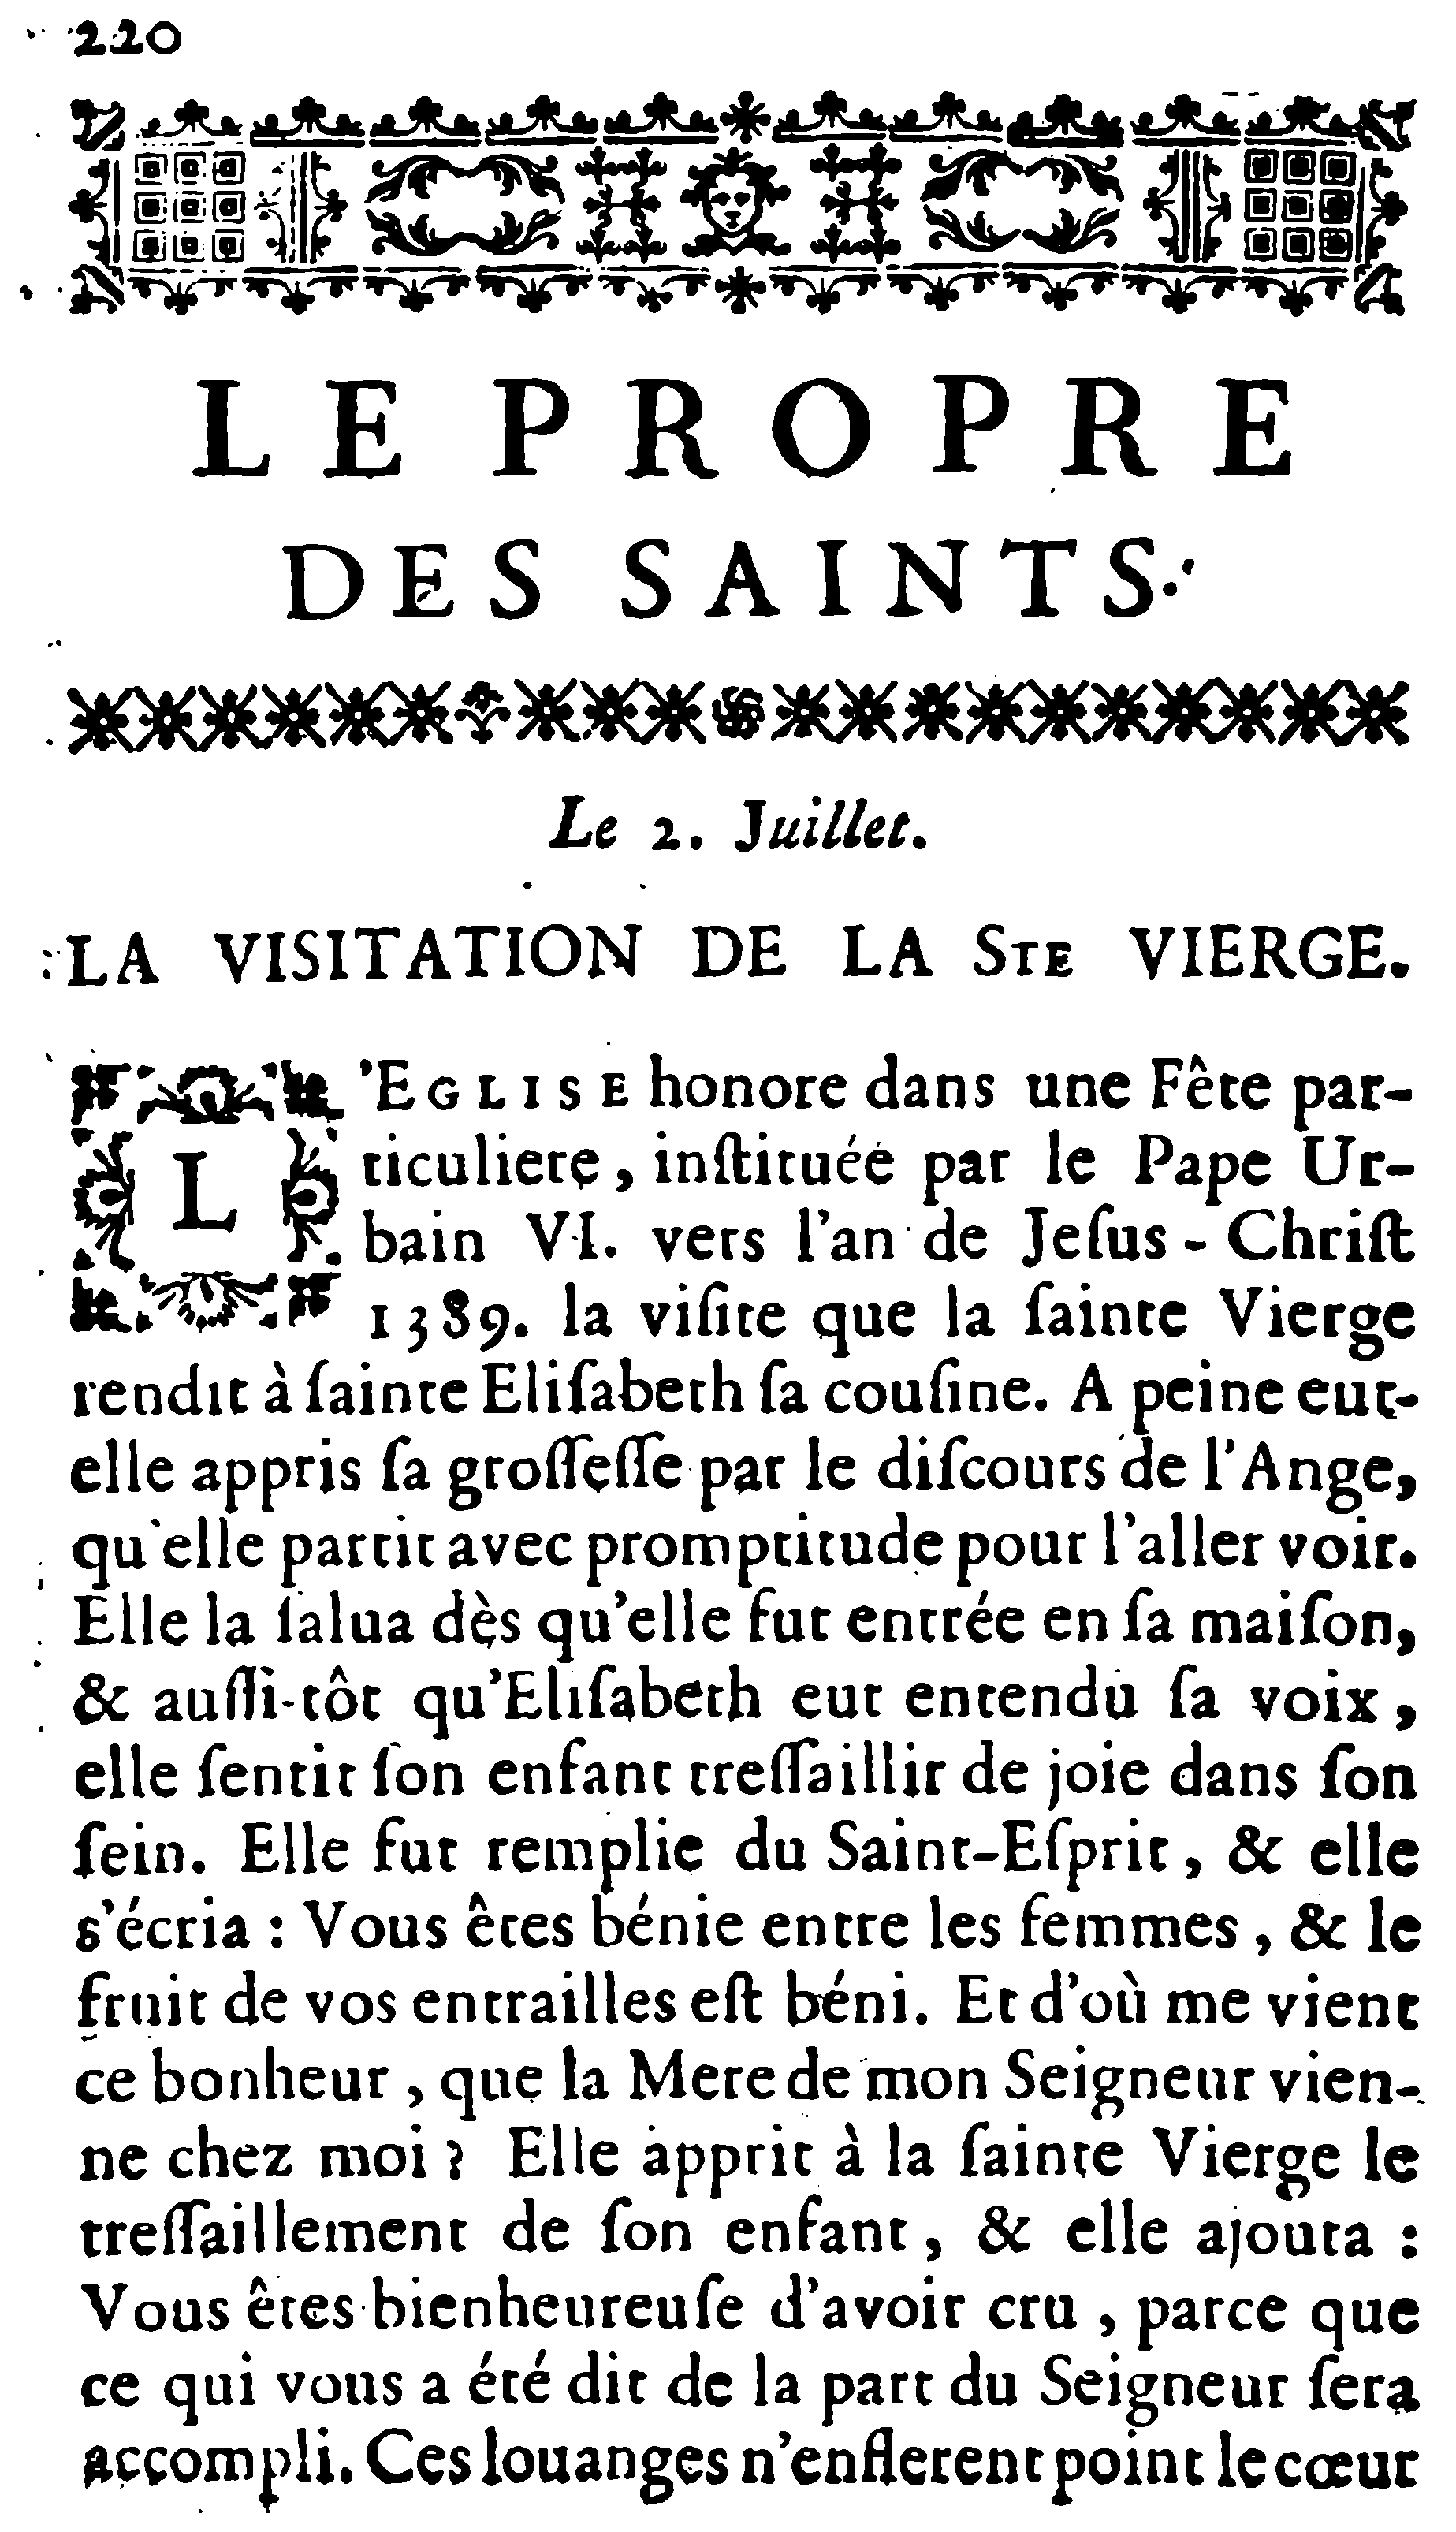 220
LE PROPRE
DES SAINTS.
Le 2. Juillet.
LA VISITATION DE LA STE VIERGE.
L'EGLISE honore dans une Fête par-
ticuliere, inſtituée par le Pape Ur-
bain VI. vers l'an de Jeſus-Chriſt
1389. la viſite que la ſainte Vierge
rendit à ſainte Eliſabeth ſa couſine. A peine eut-
elle appris ſa groſſeſſe par le diſcours de l'Ange,
qu'elle partit avec promptitude pour l'aller voir.
Elle la ſalua dès qu'elle fut entrée en ſa maiſon,
& auſſi-tôt qu'Eliſabeth eut entendu ſa voix,
elle ſentit ſon enfant treſſaillir de joie dans ſon
ſein. Elle fut remplie du Saint-Eſprit, & elle
s'écria : Vous êtes bénie entre les femmes, & le
fruit de vos entrailles eſt béni. Et d'où me vient
ce bonheur, que la Mere de mon Seigneur vien-
ne chez moi ? Elle apprit à la ſainte Vierge le
treſſaillement de ſon enfant, & elle ajouta :
Vous êtes bienheureuſe d'avoir cru, parce que
ce qui vous a été dit de la part du Seigneur ſera
accompli. Ces louanges n'enflerent point le cœur